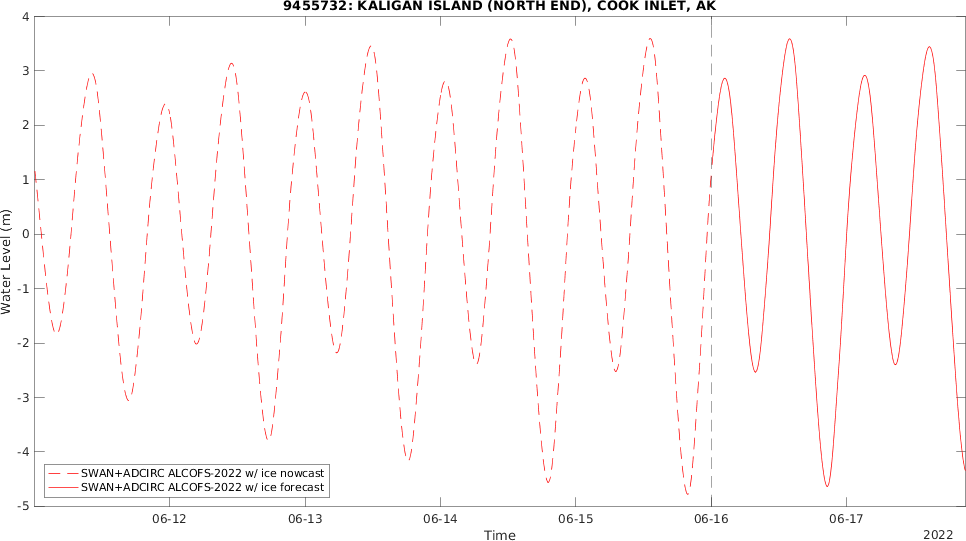 9455732: KALIGAN ISLAND (NORTH END), COOK INLET, AK
4
3
2
1
0
-1
-2
-3
-4
-5
Water Level (m)
SWAN+ADCIRC ALCOFS-2022 w/ ice nowcast
SWAN+ADCIRC ALCOFS-2022 w/ ice forecast
06-12 06-13 06-14 06-15 06-16 06-17
Time
2022